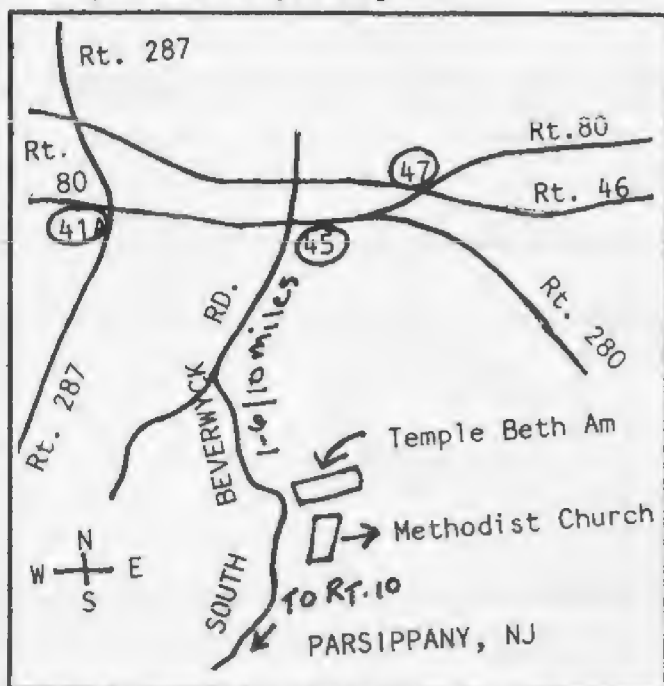 Rt. 287
Rt.80
Rt.
80
47
Rt. 46
41A
45
Rt. 280
RD.
1-6/10 milles
Rt. 287
BEVERWYCK
Temple Beth Am
Methodist Church
N
W E
S
SOUTH
TO RT.10
PARSIPPANY, NJ